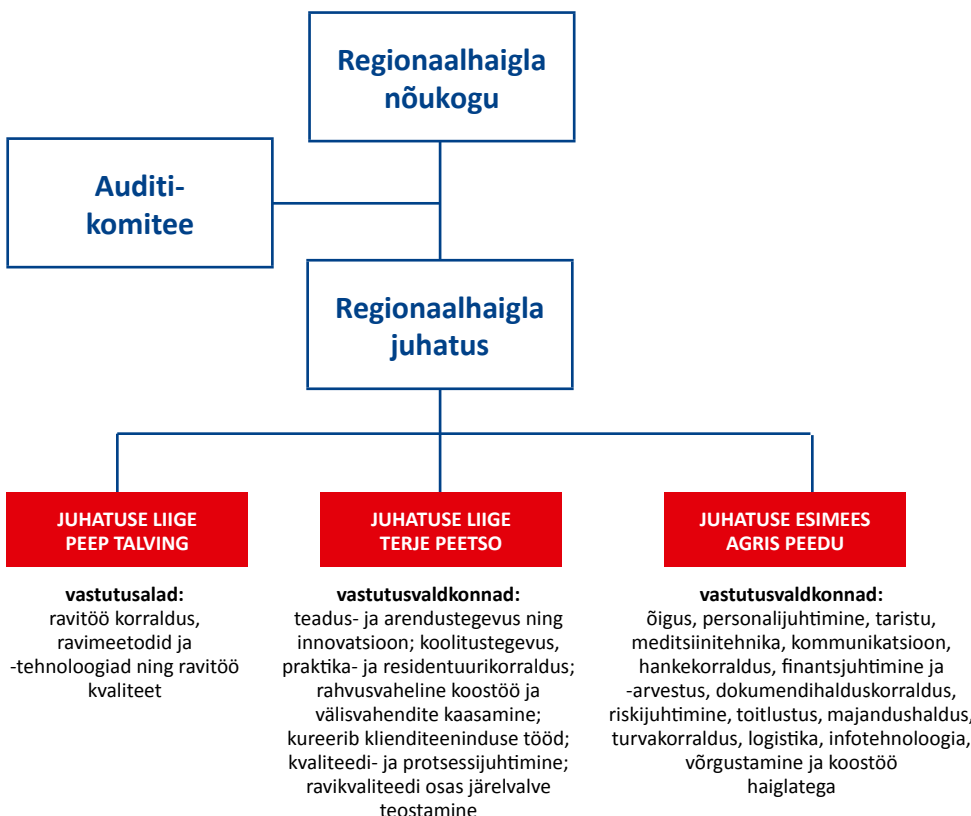 Regionaalhaigla
nõukogu
Auditi-
komitee
Regionaalhaigla
juhatus
JUHATUSE LIIGE
PEEP TALVING
vastutusalad:
ravitöö korraldus,
ravimeetodid ja
-tehnoloogiad ning ravitöö
kvaliteet
JUHATUSE LIIGE
TERJE PEETSO
vastutusvaldkonnad:
teadus- ja arendustegevus ning
innovatsioon; koolitustegevus,
praktika- ja residentuurikorraldus;
rahvusvaheline koostöö ja
välisvahendite kaasamine;
kureerib klienditeeninduse tööd;
kvaliteedi- ja protsessijuhtimine;
ravikvaliteedi osas järelvalve
teostamine
JUHATUSE ESIMEES
AGRIS PEEDU
vastutusvaldkonnad:
õigus, personalijuhtimine, taristu,
meditsiinitehnika, kommunikatsioon,
hankekorraldus, finantsjuhtimine ja
-arvestus, dokumendihalduskorraldus,
riskijuhtimine, toitlustus, majandushaldus,
turvakorraldus, logistika, infotehnoloogia,
võrgustamine ja koostöö
haiglatega